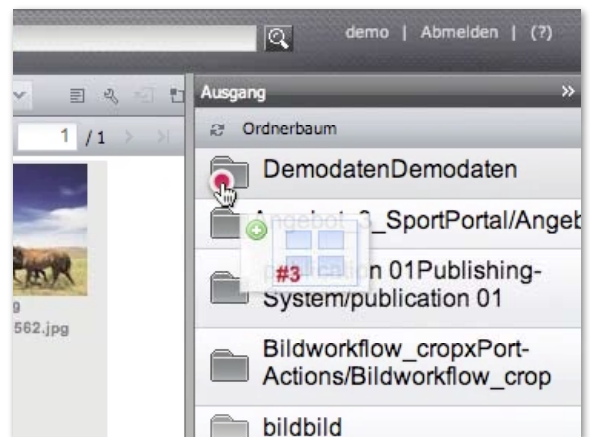 demo | Abmelden | (?)
Ausgang »
1 / 1
Ordnerbaum
DemodatenDemodaten
Angebot_3_SportPortal/Angeb
#3
01Publishing-
System/publication 01
Bildworkflow_cropxPort-
Actions/Bildworkflow_crop
bildbild
g
562.jpg